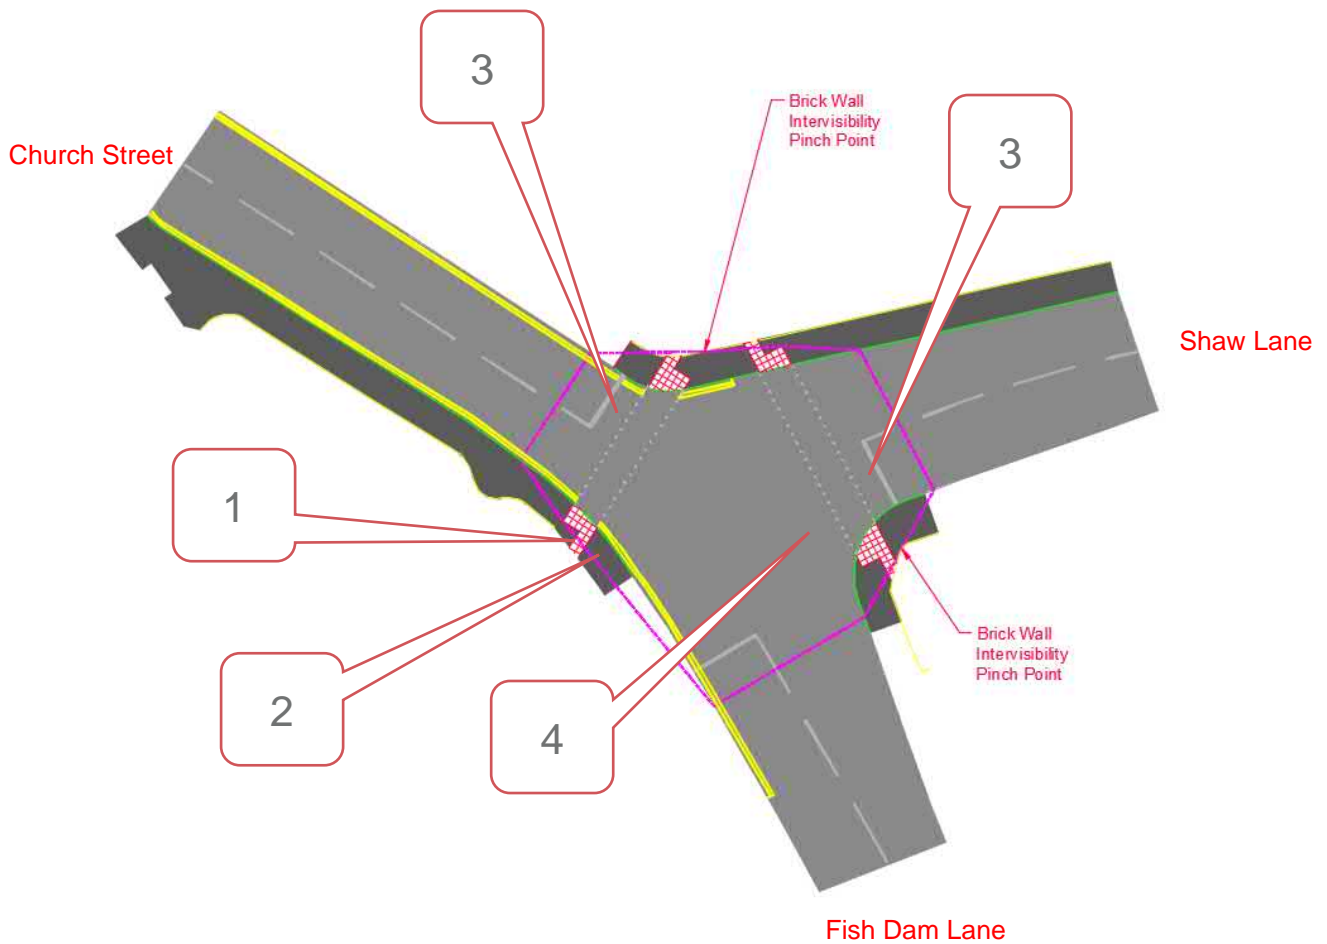 3
Brick Wall
Intervisibility
Pinch Point
3
Church Street
Shaw Lane
1
2
4
Brick Wall
Intervisibility
Pinch Point
Fish Dam Lane